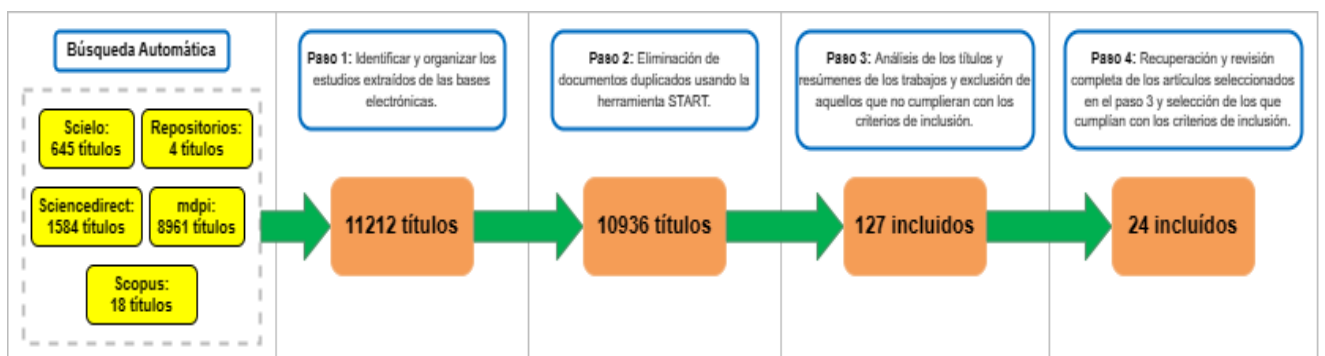 Búsqueda Automática
Scielo:
645 títulos
Repositorios:
4 títulos
Sciencedirect:
1584 títulos
mdpi:
8961 títulos
Scopus:
18 títulos
Paso 1: Identificar y organizar los
estudios extraídos de las bases
electrónicas.
11212 títulos
Paso 2: Eliminación de
documentos duplicados usando la
herramienta START.
10936 títulos
Paso 3: Análisis de los títulos y
resúmenes de los trabajos y exclusión de
aquellos que no cumplieran con los
criterios de inclusión.
127 incluidos
Paso 4: Recuperación y revisión
completa de los artículos seleccionados
en el paso 3 y selección de los que
cumplían con los criterios de inclusión.
24 incluídos